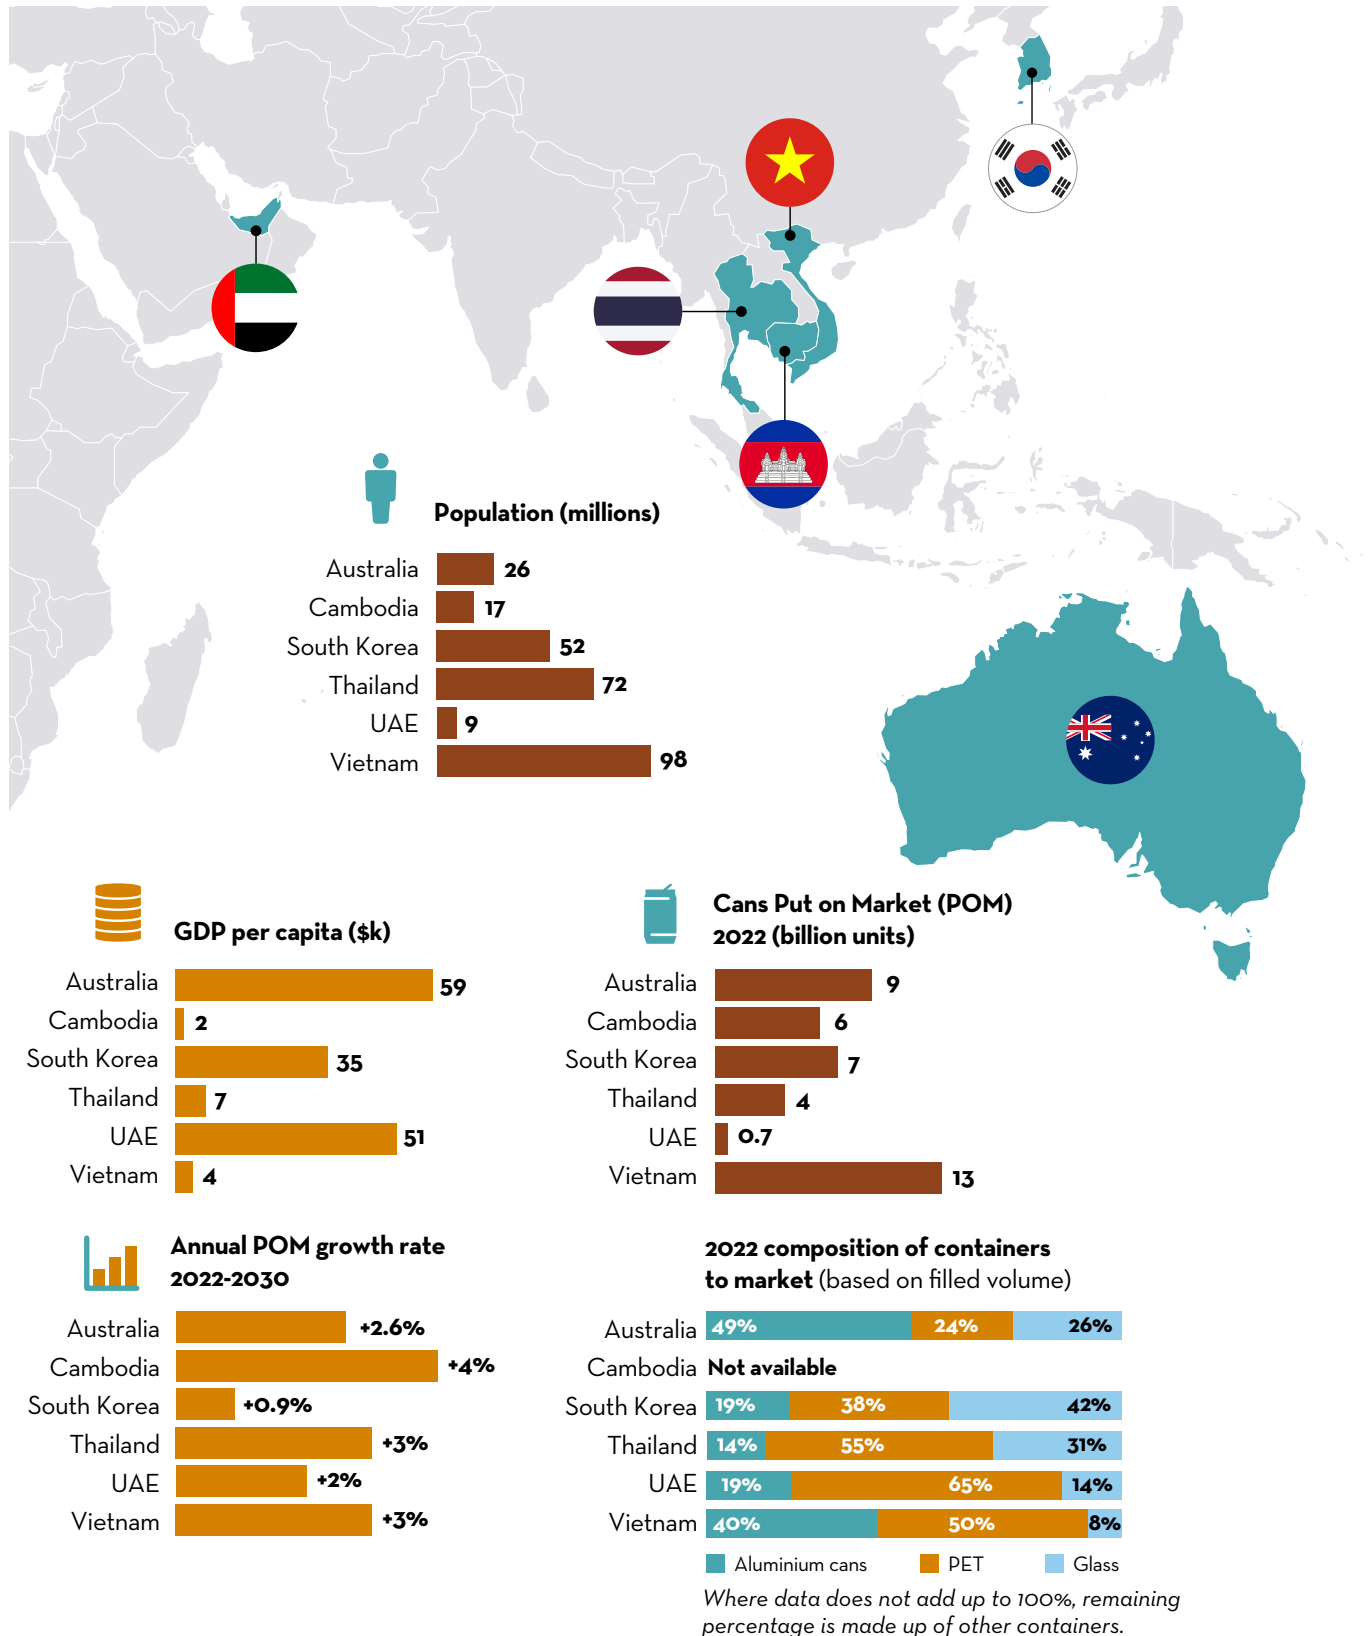 Population (millions)
Australia 26
Cambodia 17
South Korea 52
Thailand 72
UAE 9
Vietnam 98
GDP per capita ($k)
Australia 59
Cambodia 2
South Korea 35
Thailand 7
UAE 51
Vietnam 4
Cans Put on Market (POM)
2022 (billion units)
Australia 9
Cambodia 6
South Korea 7
Thailand 4
UAE 0.7
Vietnam 13
Annual POM growth rate
2022-2030
Australia +2.6%
Cambodia +4%
South Korea +0.9%
Thailand +3%
UAE +2%
Vietnam +3%
2022 composition of containers
to market (based on filled volume)
Australia 49% 24% 26%
Cambodia Not available
South Korea 19% 38% 42%
Thailand 14% 55% 31%
UAE 19% 65% 14%
Vietnam 40% 50% 8%
Aluminium cans PET Glass
Where data does not add up to 100%, remaining
percentage is made up of other containers.